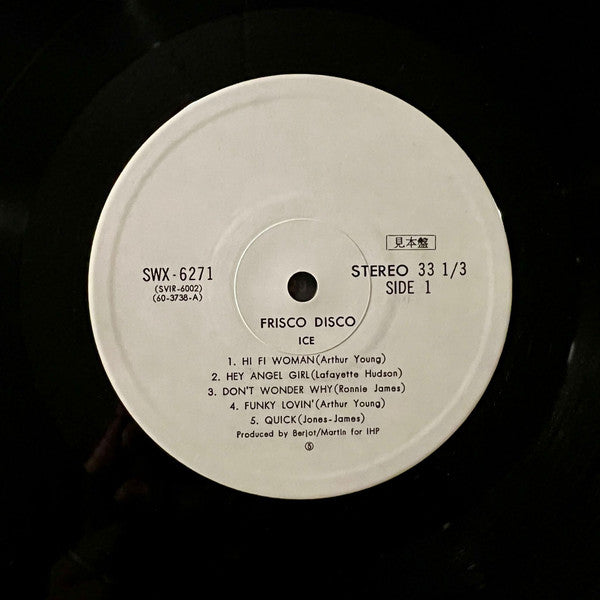 見本盤
SWX-6271
(SVIR-6002)
(60-3738-A)
STEREO 33 1/3
SIDE 1
FRISCO DISCO
ICE
1. HI FI WOMAN(Arthur Young)
2. HEY ANGEL GIRL(Lafayette Hudson)
3. DON'T WONDER WHY(Ronnie James)
4. FUNKY LOVIN'(Arthur Young)
5. QUICK(Jones-James)
Produced by Berjot/Martin for IHP
Ⓢ